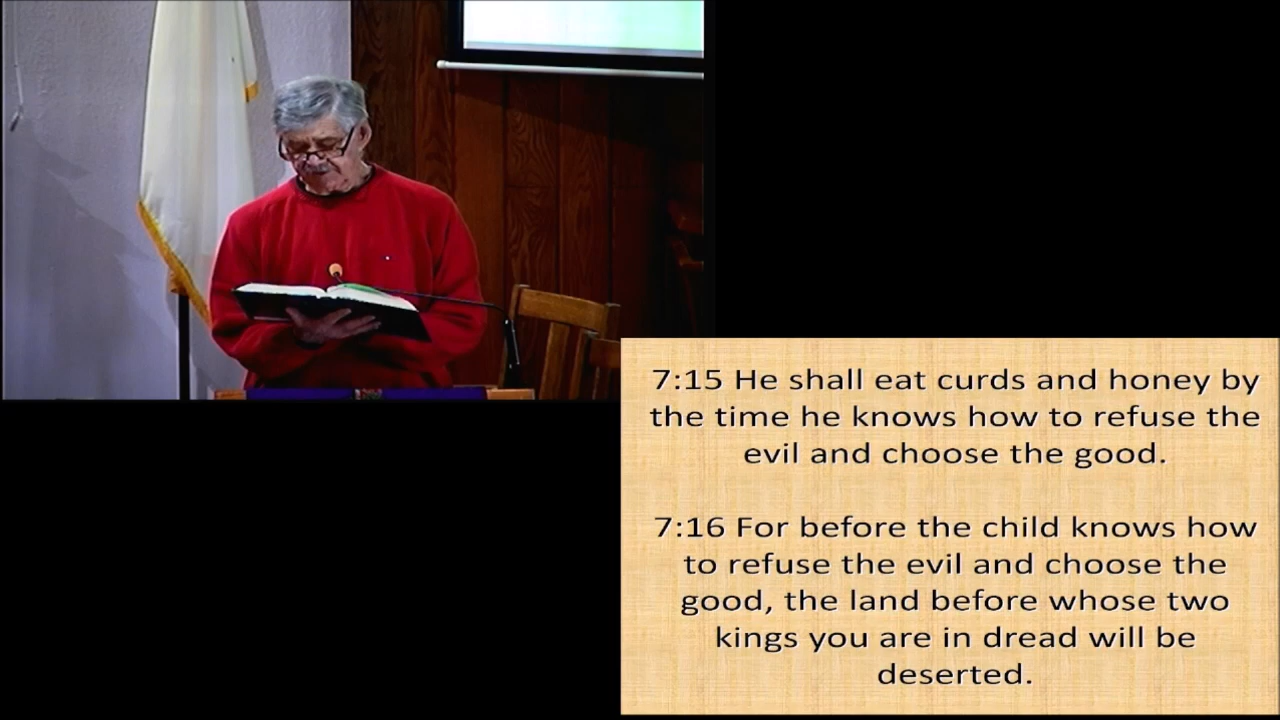 7:15 He shall eat curds and honey by
the time he knows how to refuse the
evil and choose the good.
7:16 For before the child knows how
to refuse the evil and choose the
good, the land before whose two
kings you are in dread will be
deserted.